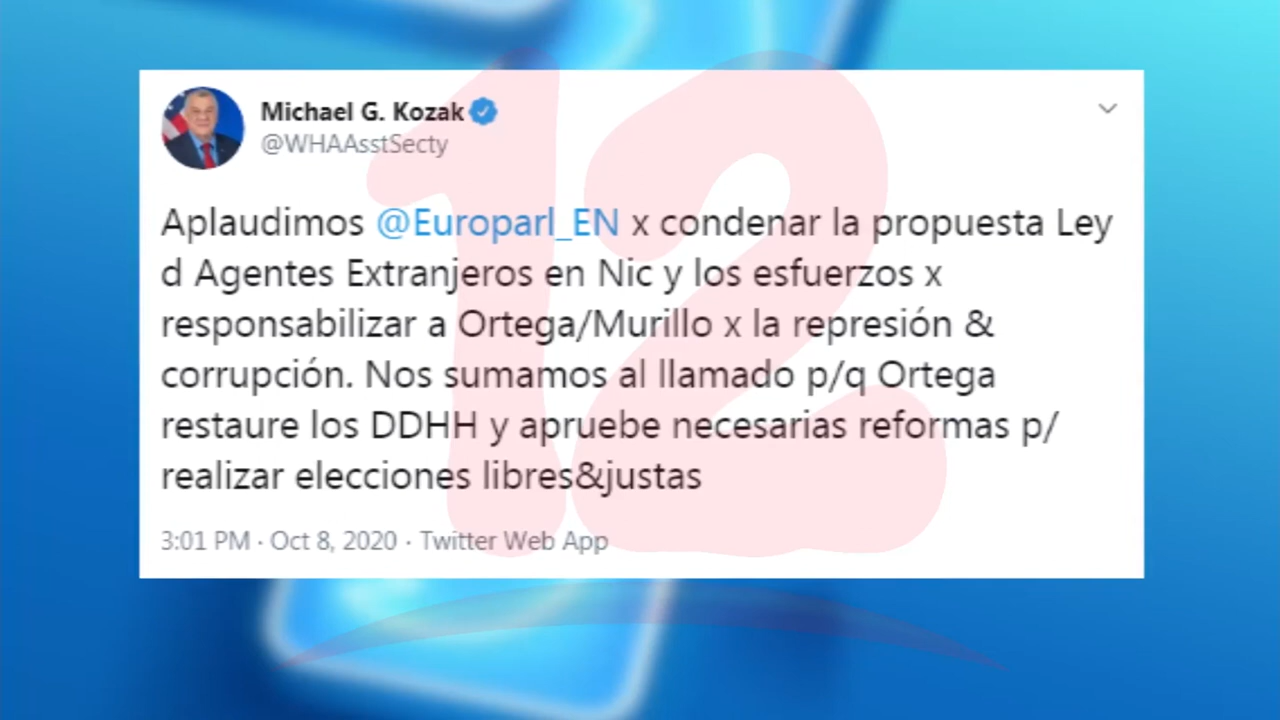 Michael G. Kozak
@WHAAsstSecty
Aplaudimos @Europarl_EN x condenar la propuesta Ley
d Agentes Extranjeros en Nic y los esfuerzos x
responsabilizar a Ortega/Murillo x la represión &
corrupción. Nos sumamos al llamado p/q Ortega
restaure los DDHH y apruebe necesarias reformas p/
realizar elecciones libres&justas
3:01 PM · Oct 8, 2020 · Twitter Web App
12